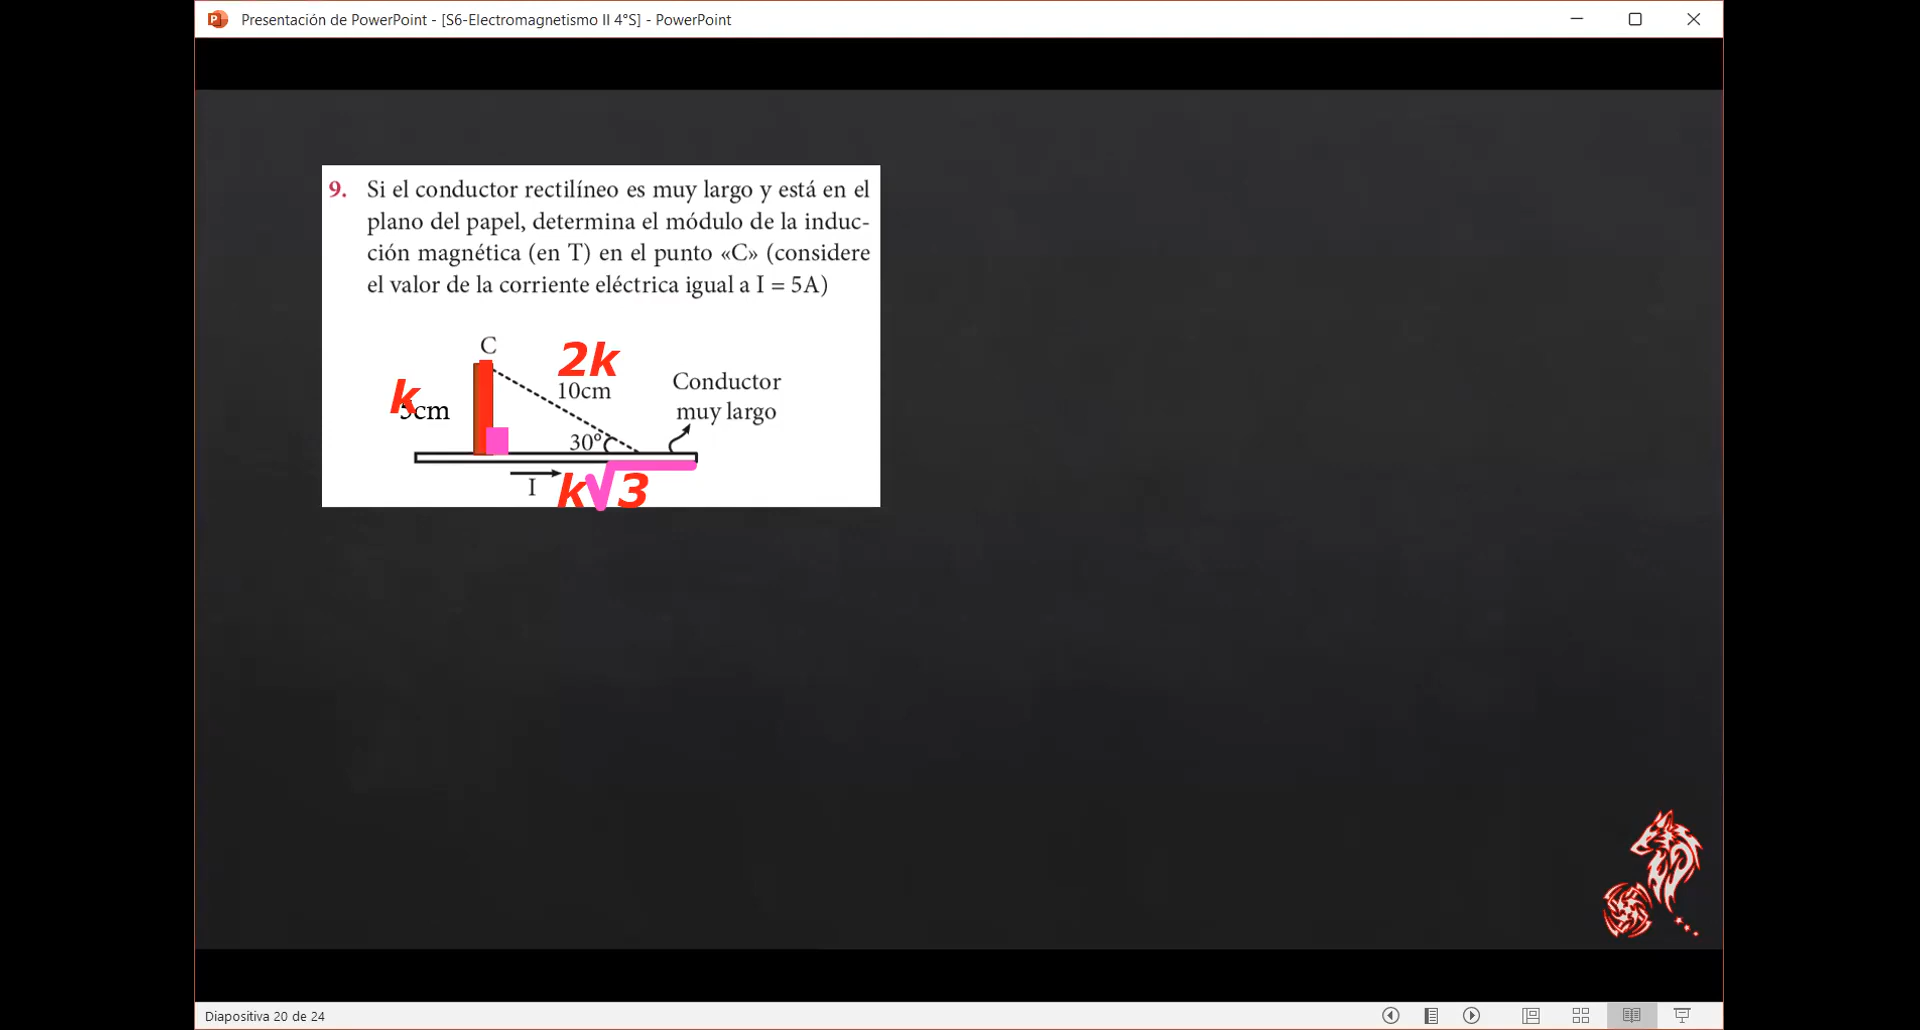 Presentación de PowerPoint - [S6-Electromagnetismo II 4°S] - PowerPoint
9. Si el conductor rectilíneo es muy largo y está en el
plano del papel, determina el módulo de la induc-
ción magnética (en T) en el punto «C» (considere
el valor de la corriente eléctrica igual a I = 5A)
C
2k
10cm
k
5cm
Conductor
muy largo
30°
I
k√3
Diapositiva 20 de 24